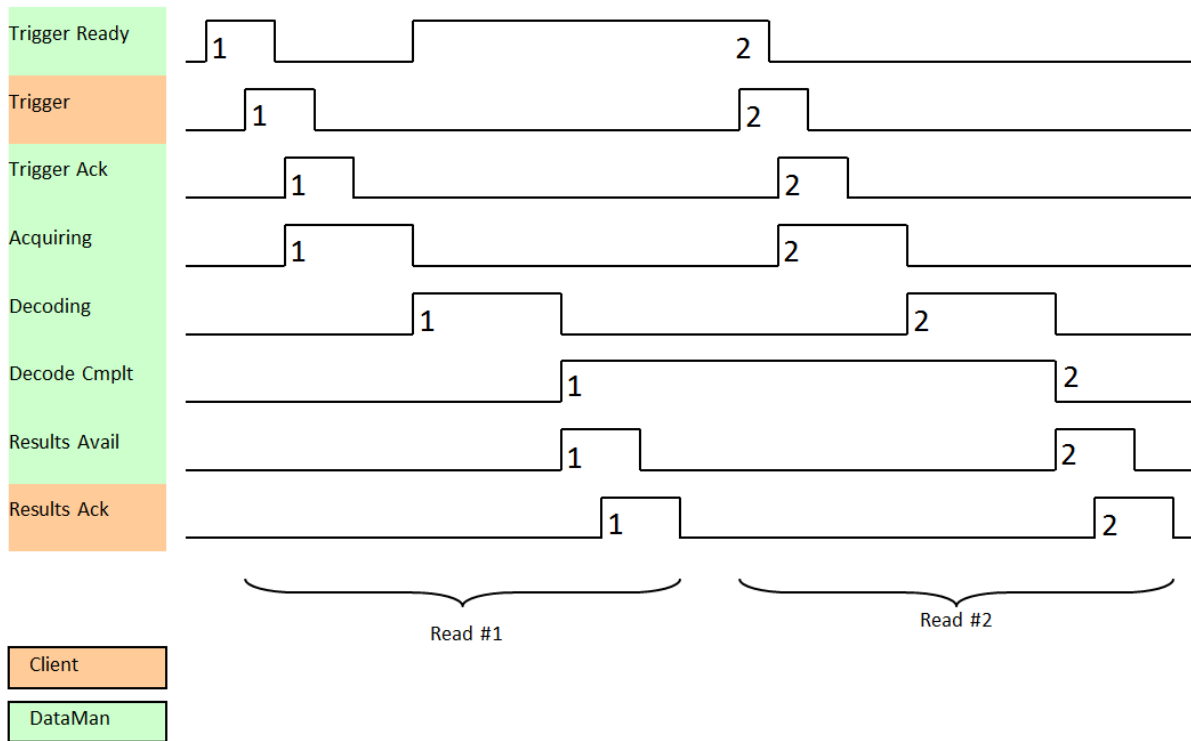 Trigger Ready
1
2
Trigger
1
2
Trigger Ack
1
2
Acquiring
1
2
Decoding
1
2
Decode Cmplt
1
2
Results Avail
1
2
Results Ack
1
2
Read #1
Read #2
Client
DataMan